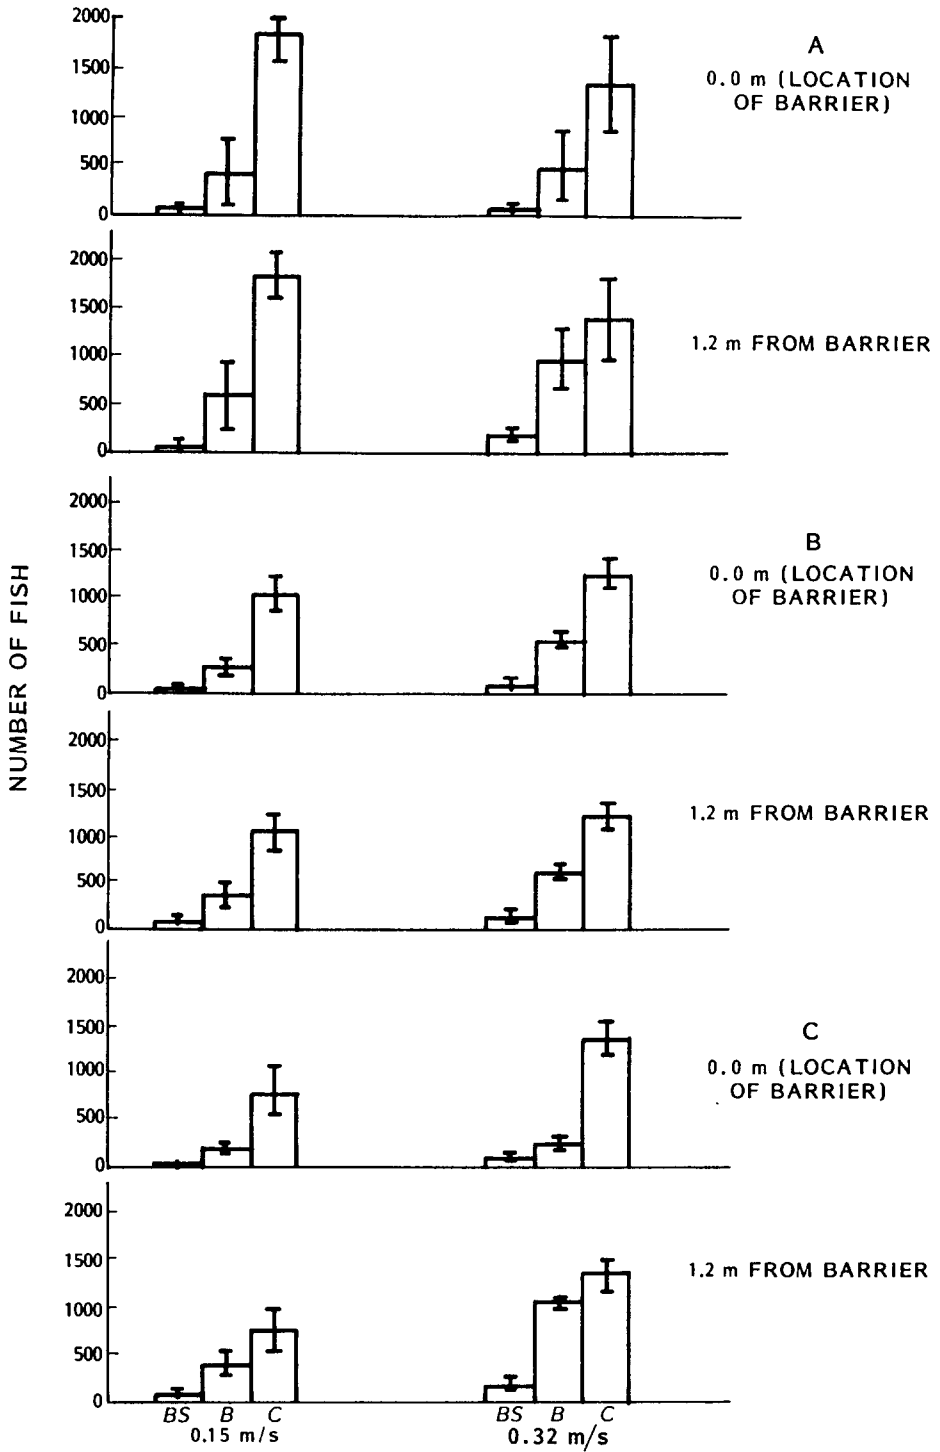 2000
1500
1000
500
0
A
0.0 m (LOCATION
OF BARRIER)
2000
1500
1000
500
0
1.2 m FROM BARRIER
2000
1500
1000
500
0
B
0.0 m (LOCATION
OF BARRIER)
NUMBER OF FISH
2000
1500
1000
500
0
1.2 m FROM BARRIER
2000
1500
1000
500
0
C
0.0 m (LOCATION
OF BARRIER)
2000
1500
1000
500
0
1.2 m FROM BARRIER
BS B C BS B C
0.15 m/s 0.32 m/s